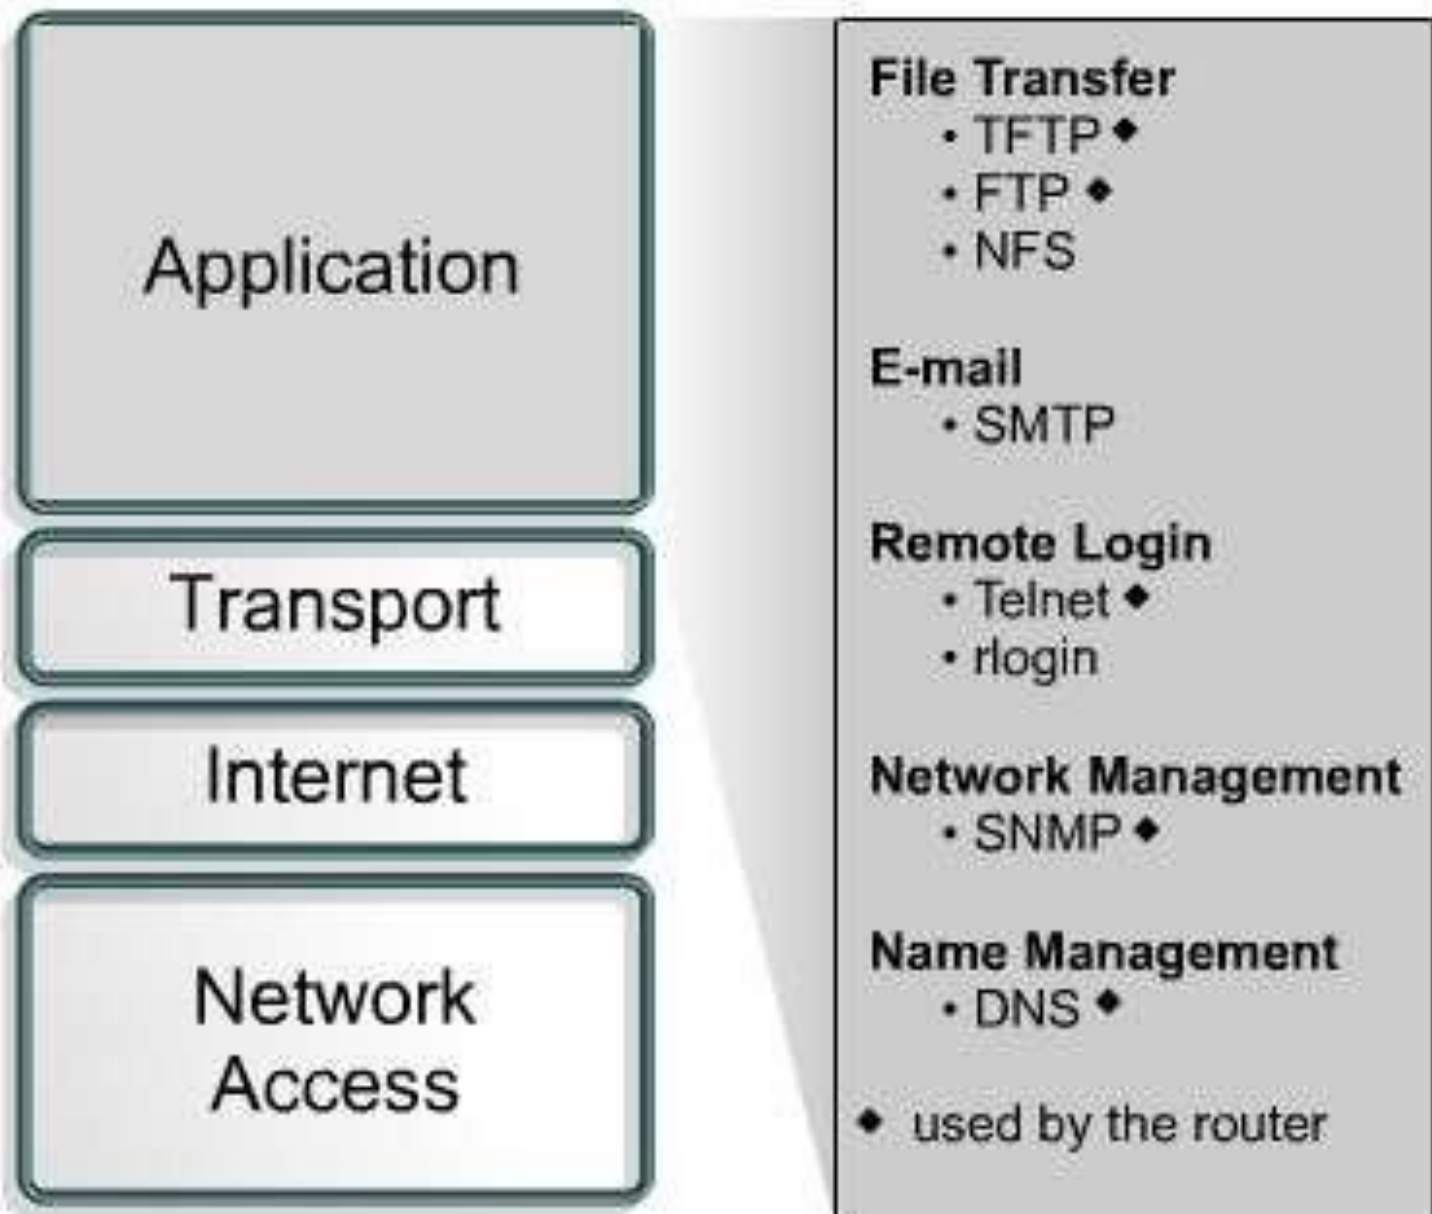 Application
Transport
Internet
Network
Access
File Transfer
• TFTP ◆
• FTP ◆
• NFS
E-mail
• SMTP
Remote Login
• Telnet ◆
• rlogin
Network Management
• SNMP ◆
Name Management
• DNS ◆
◆ used by the router